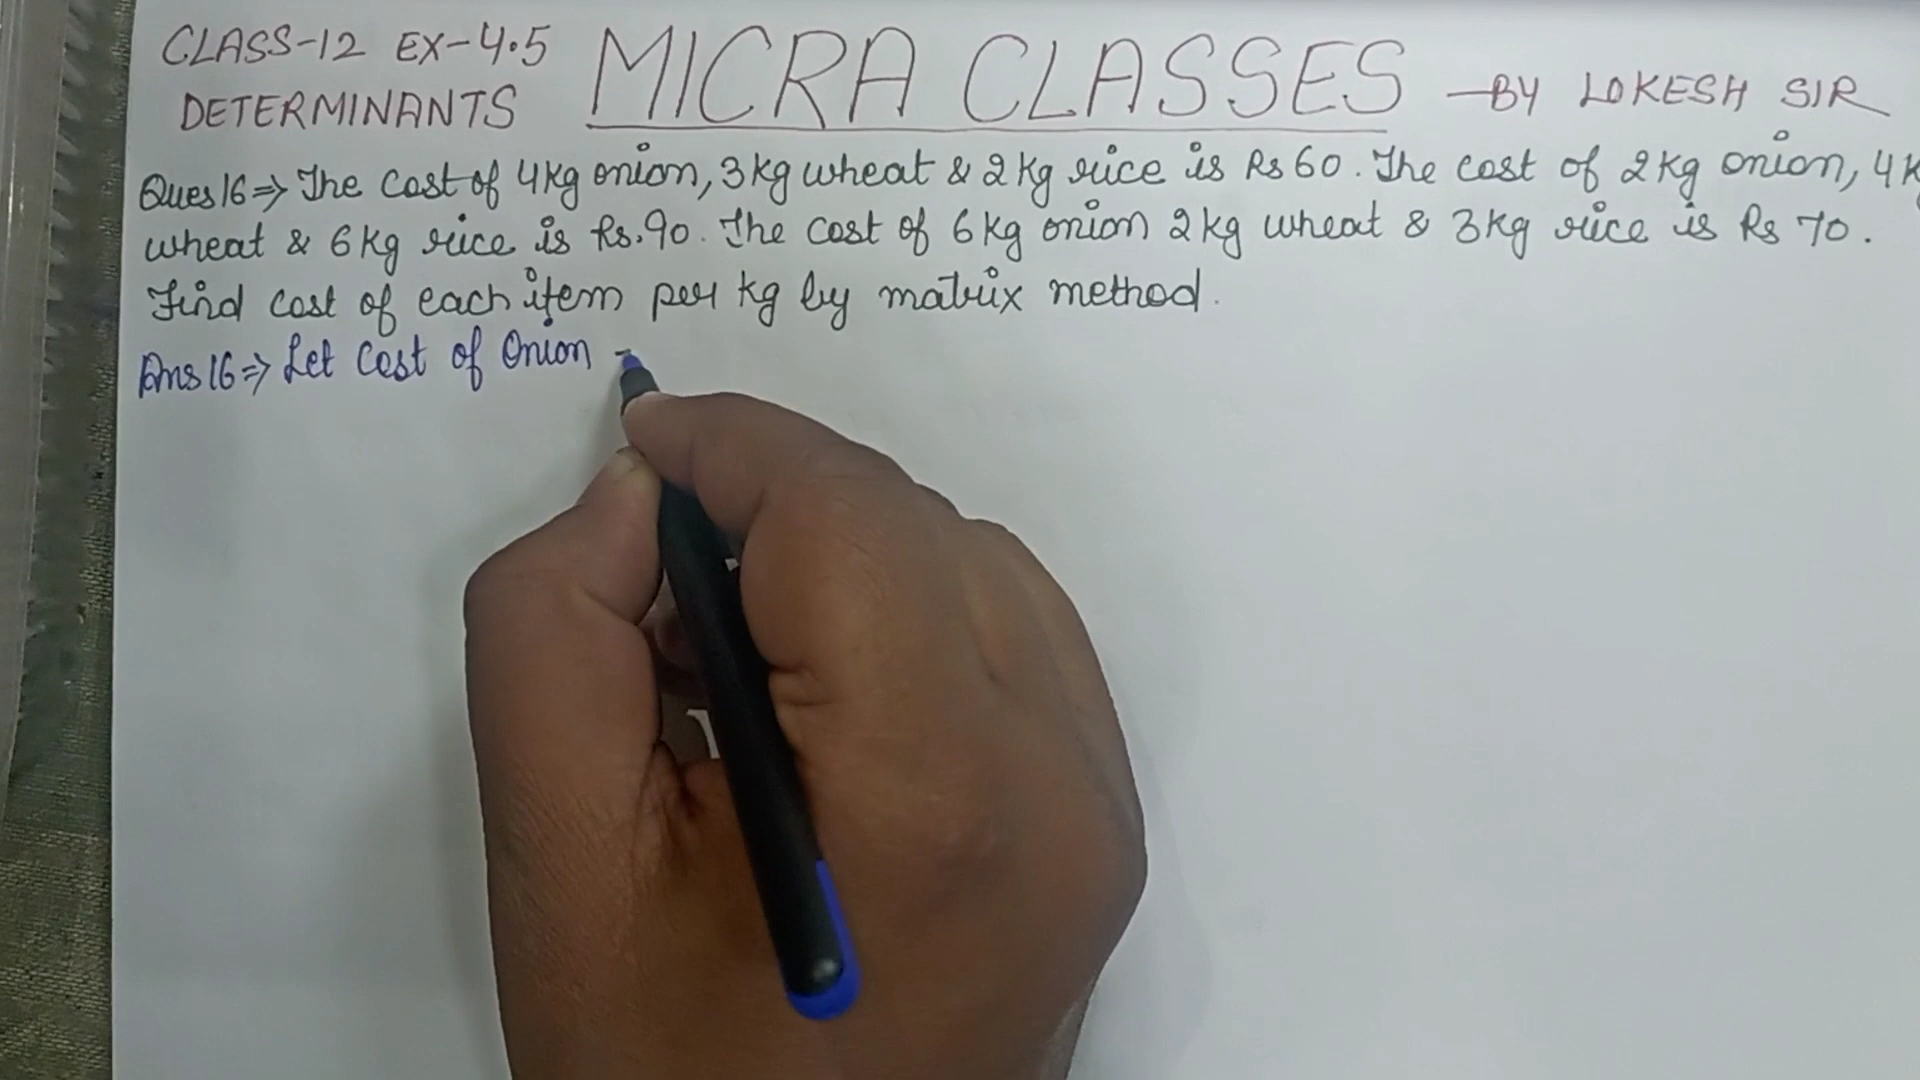 CLASS-12 EX-4.5 MICRA CLASSES -BY LOKESH SIR
DETERMINANTS
Ques 16⇒ The cost of 4kg onion, 3kg wheat & 2kg rice is Rs 60. The cost of 2kg onion, 4k
wheat & 6kg rice is Rs. 90. The cost of 6kg onion 2kg wheat & 3kg rice is Rs 70.
Find cost of each item per kg by matrix method.
Ans 16⇒ Let Cost of Onion